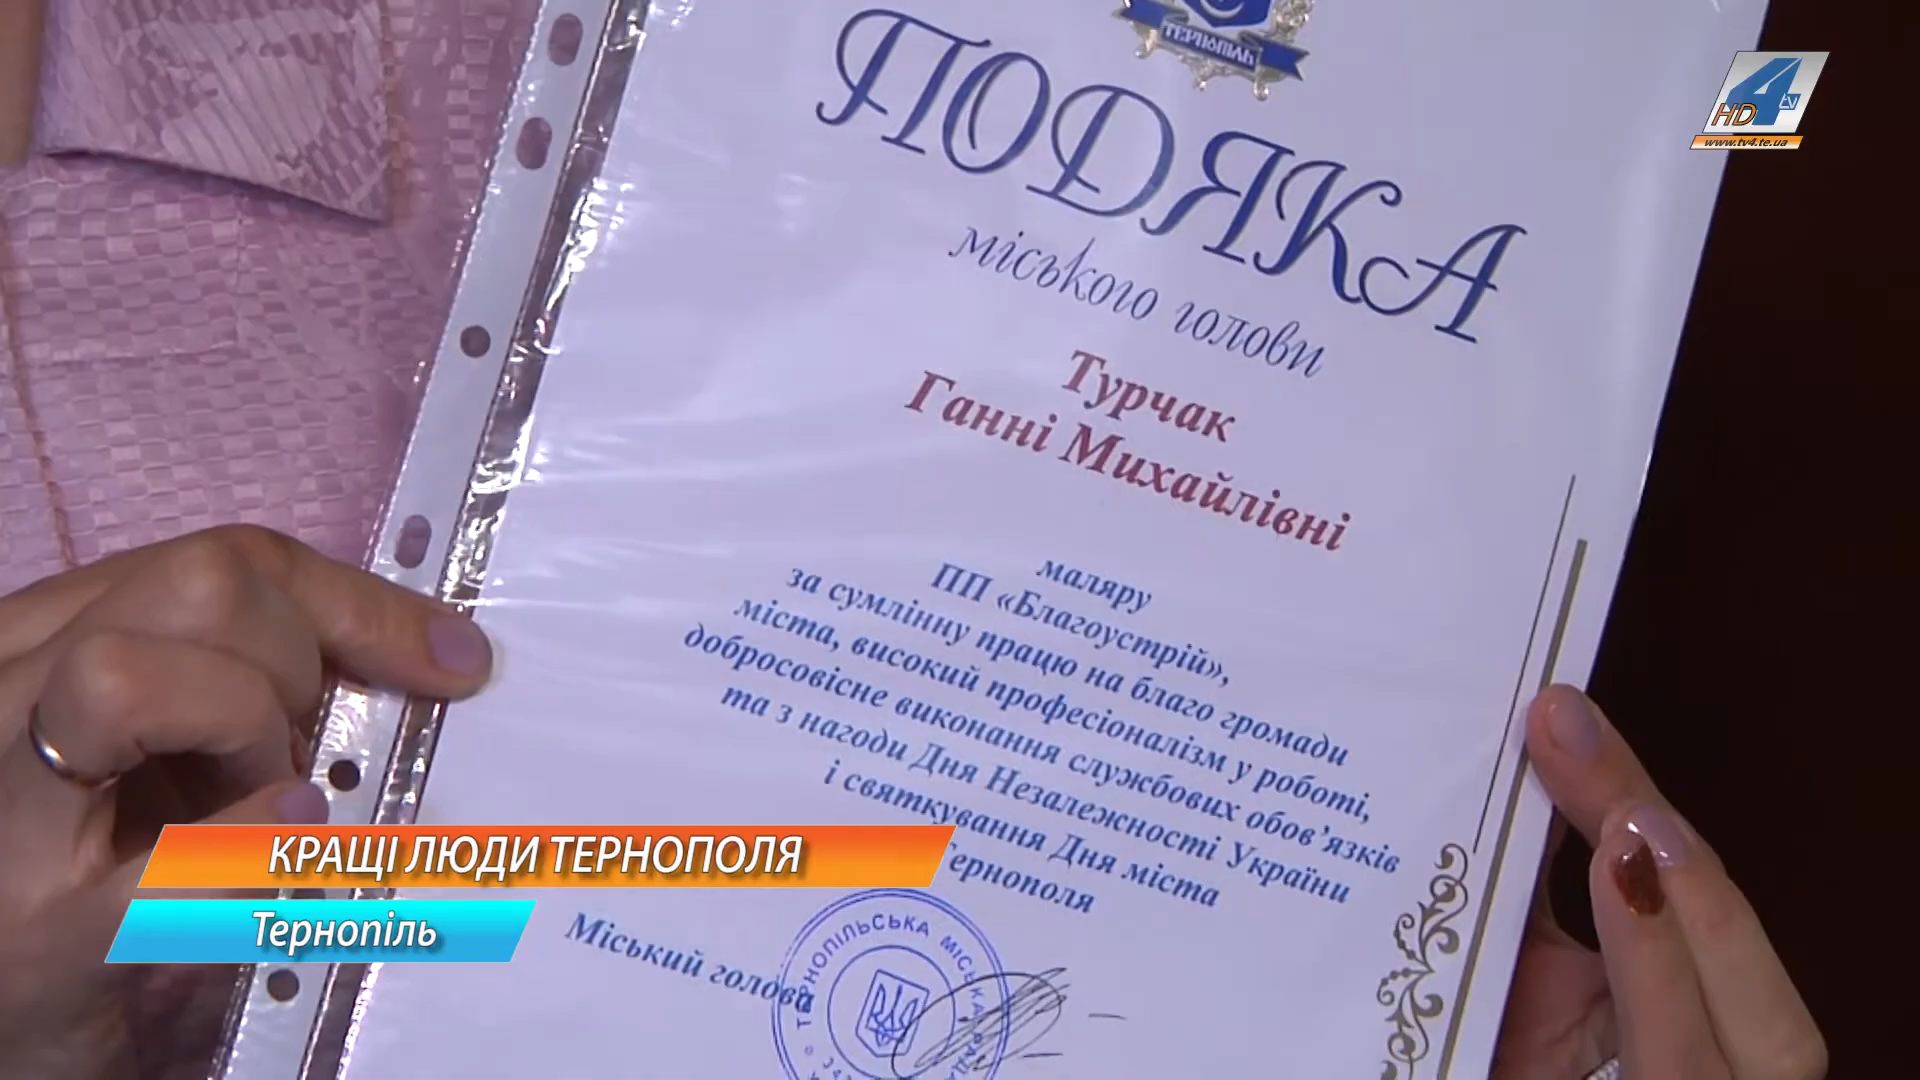 ТЕРНОПІЛЬ
ПОДЯКА
міського голови
Турчак
Ганні Михайлівні
маляру
ПП «Благоустрій»,
за сумлінну працю на благо громади
міста, високий професіоналізм у роботі,
добросовісне виконання службових обов’язків
та з нагоди Дня Незалежності України
і святкування Дня міста
Тернополя
Міський голова
ТЕРНОПІЛЬСЬКА МІСЬКА РАДА
4 tv
HD
www.tv4.te.ua
КРАЩІ ЛЮДИ ТЕРНОПОЛЯ
Тернопіль